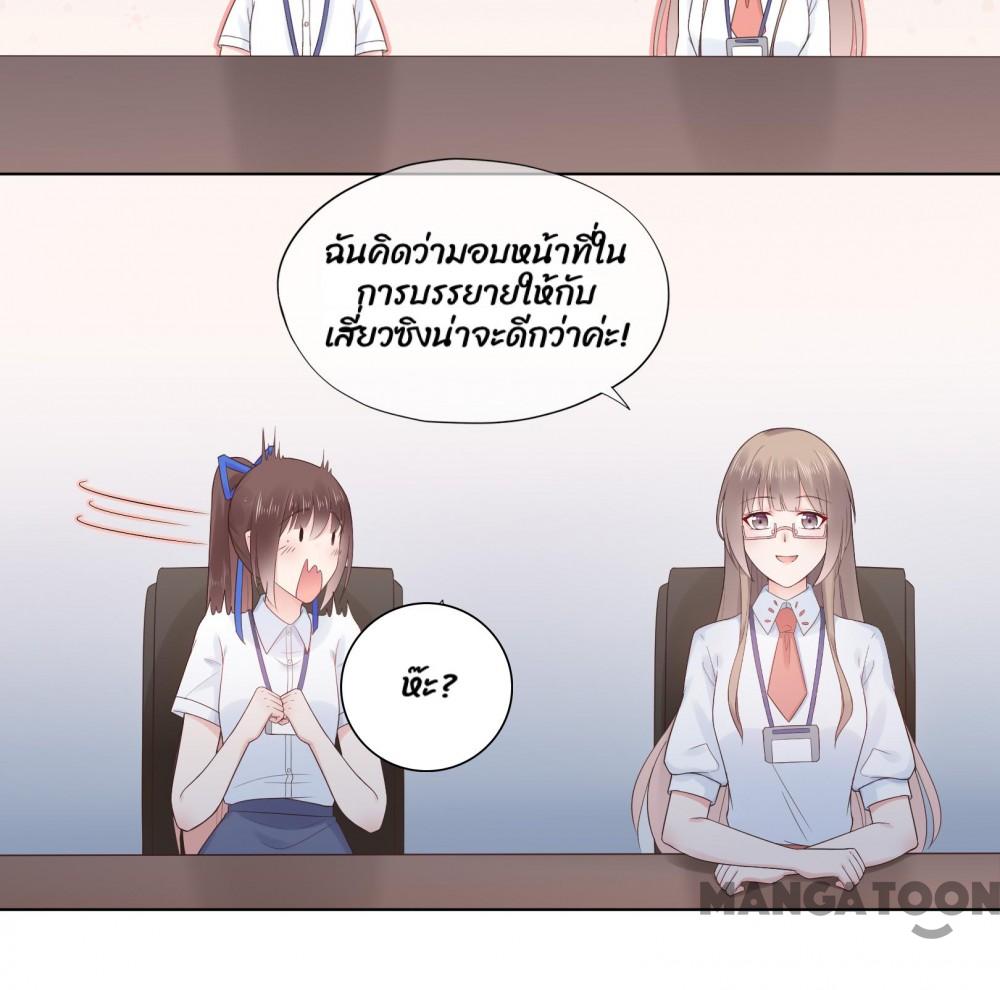 ฉันคิดว่ามอบหน้าที่ใน
การบรรยายให้กับ
เสี่ยวซิงน่าจะดีกว่าค่ะ!
ห๊ะ?
MANGATOON